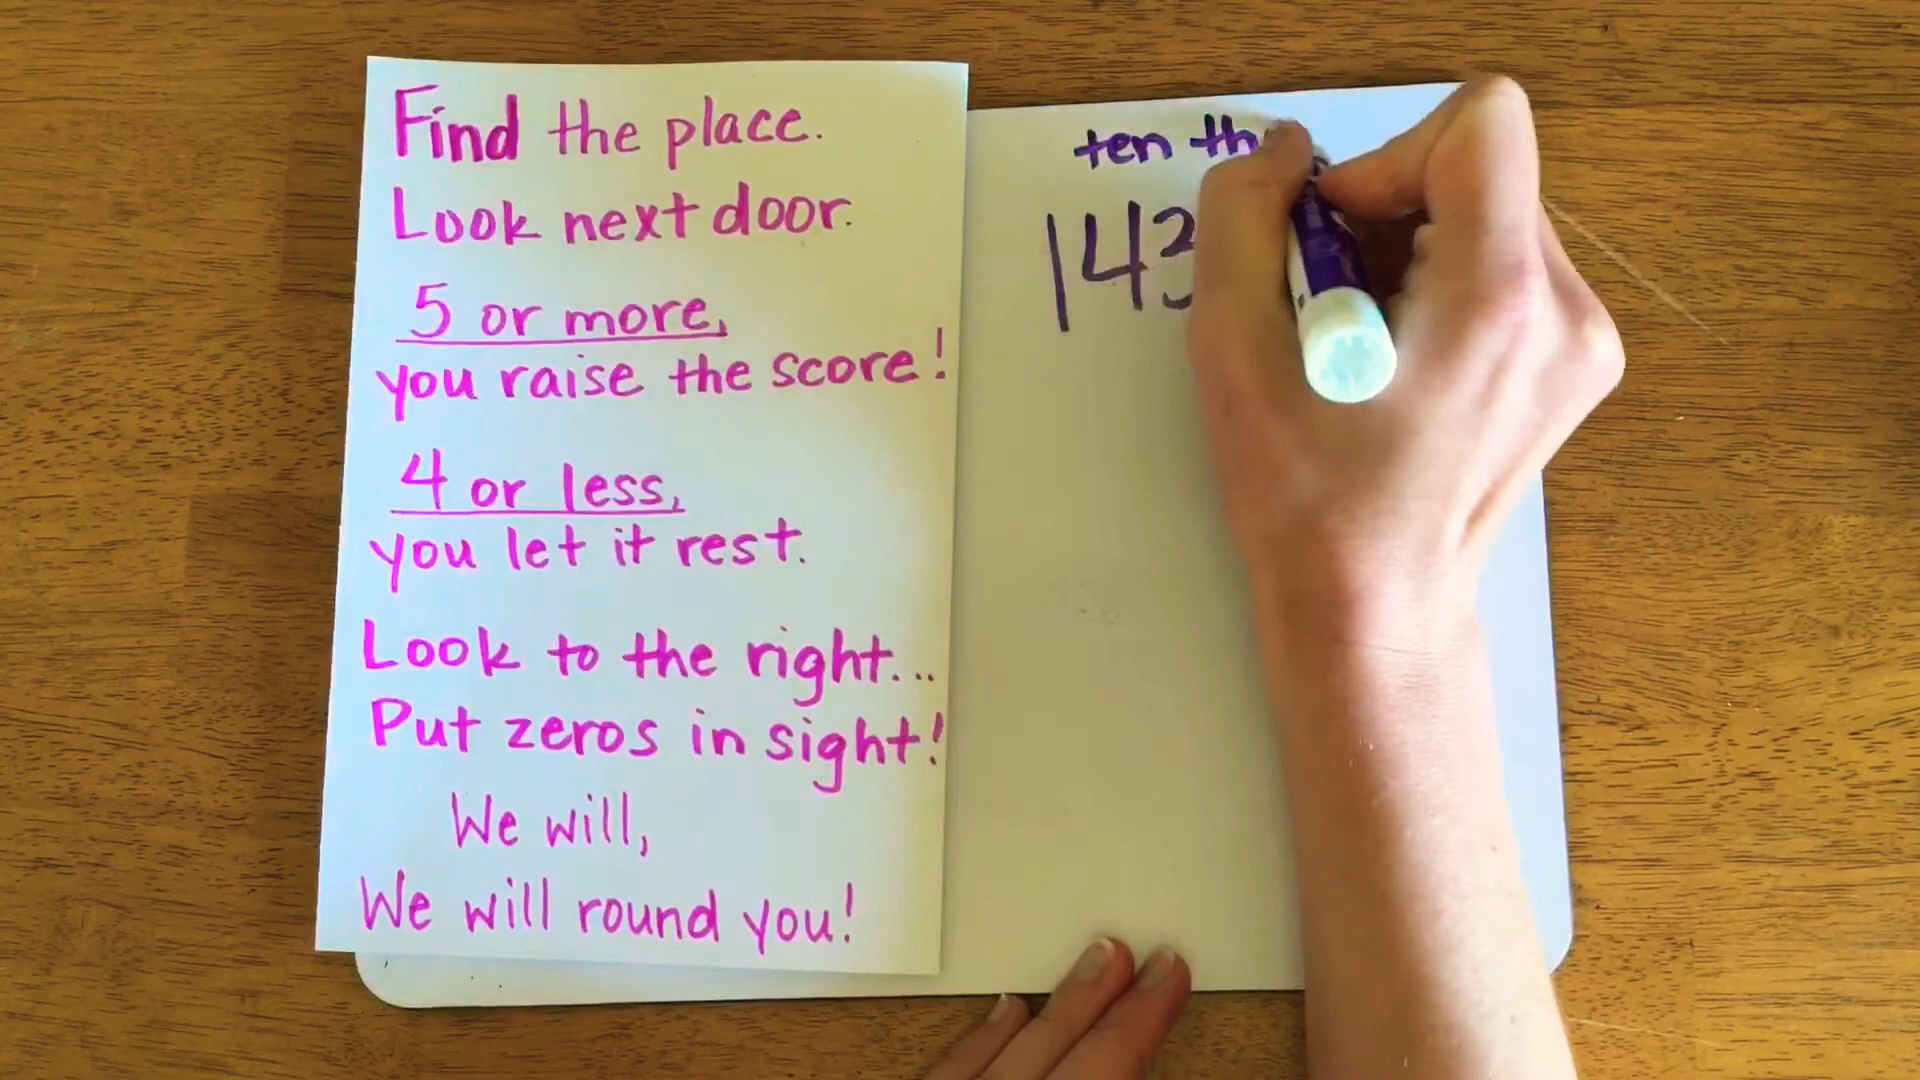 Find the place.
Look next door.
5 or more,
you raise the score!
4 or less,
you let it rest.
Look to the right...
Put zeros in sight!
We will,
We will round you!
ten th
143